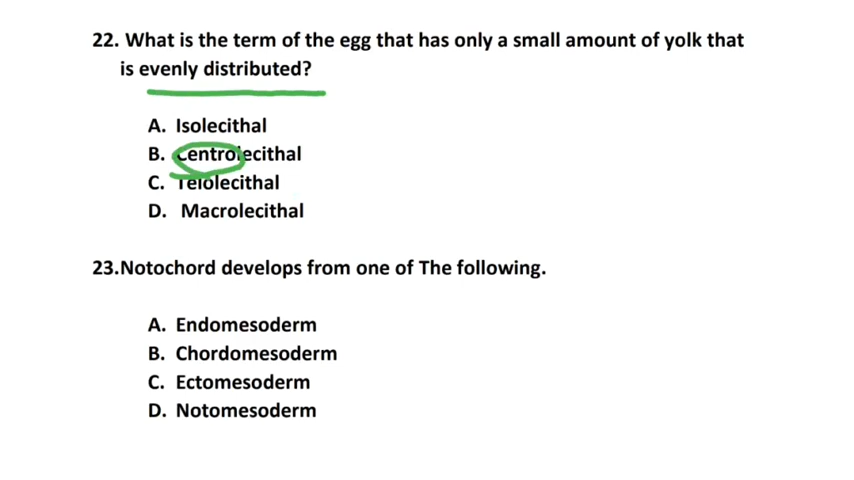 22. What is the term of the egg that has only a small amount of yolk that
is evenly distributed?
A. Isolecithal
B. Centrolecithal
C. Telolecithal
D. Macrolecithal
23.Notochord develops from one of The following.
A. Endomesoderm
B. Chordomesoderm
C. Ectomesoderm
D. Notomesoderm